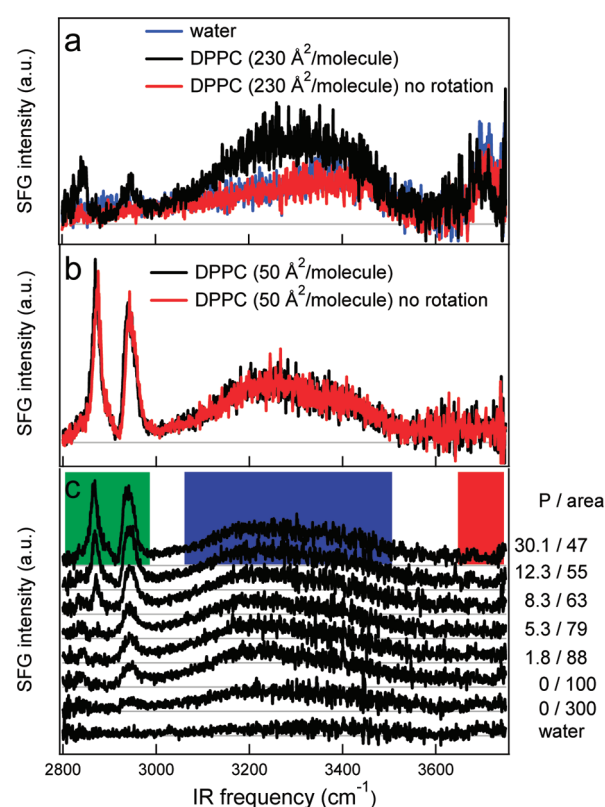 a
water
DPPC (230 Å²/molecule)
DPPC (230 Å²/molecule) no rotation
SFG intensity (a.u.)
b
DPPC (50 Å²/molecule)
DPPC (50 Å²/molecule) no rotation
SFG intensity (a.u.)
c
P / area
30.1 / 47
12.3 / 55
8.3 / 63
5.3 / 79
1.8 / 88
0 / 100
0 / 300
water
SFG intensity (a.u.)
2800 3000 3200 3400 3600
IR frequency (cm⁻¹)